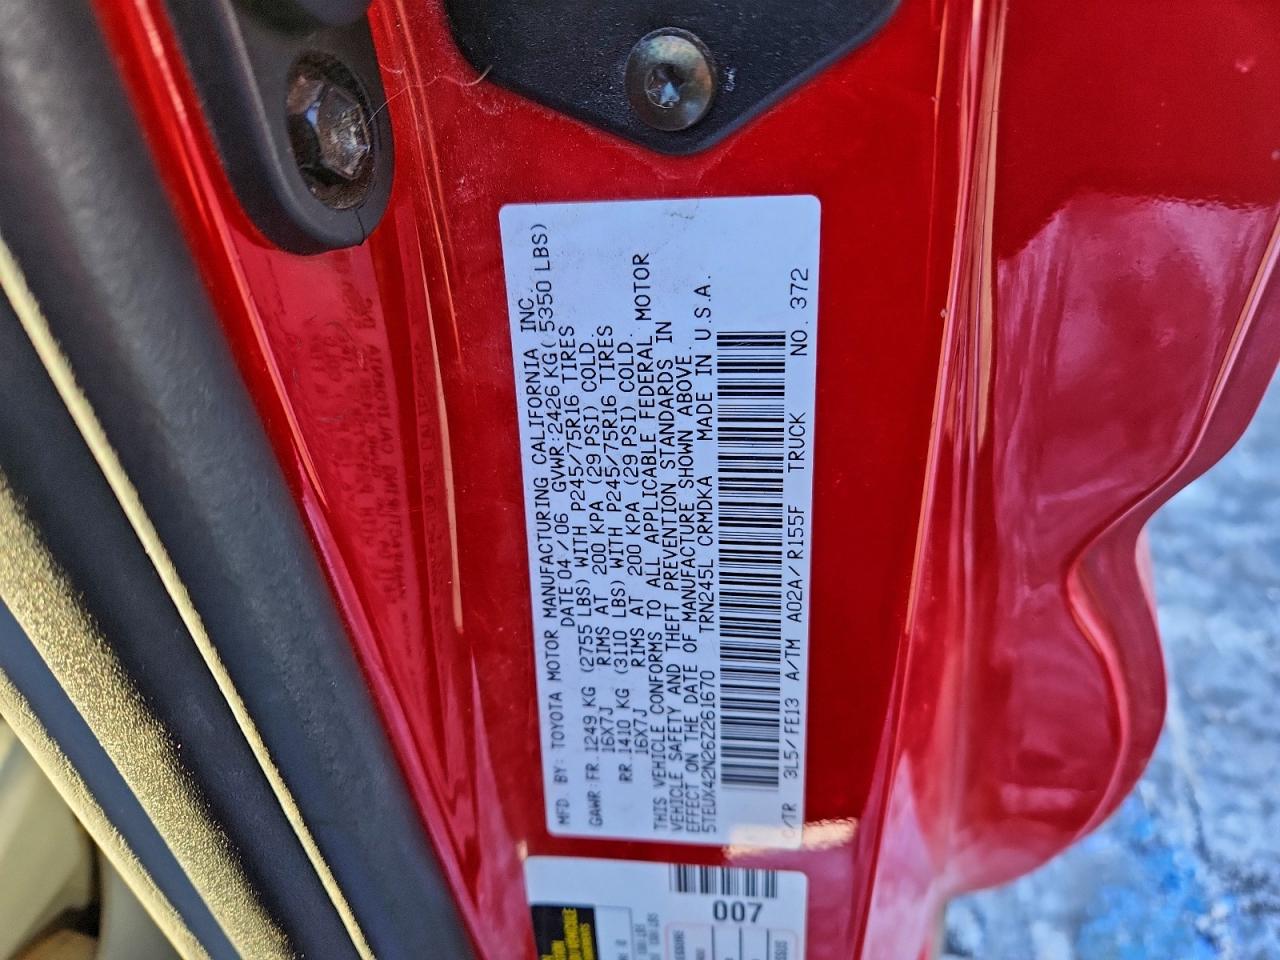 MFD. BY: TOYOTA MOTOR MANUFACTURING CALIFORNIA INC
DATE 04/06 GVWR:2426 KG( 5350 LBS)
GAWR:FR.1249 KG (2755 LBS) WITH P245/75R16 TIRES
16X7J RIMS AT 200 KPA (29 PSI) COLD.
RR.1410 KG (3110 LBS) WITH P245/75R16 TIRES
16X7J RIMS AT 200 KPA (29 PSI) COLD.
THIS VEHICLE CONFORMS TO ALL APPLICABLE FEDERAL MOTOR
VEHICLE SAFETY AND THEFT PREVENTION STANDARDS IN
EFFECT ON THE DATE OF MANUFACTURE SHOWN ABOVE.
5TEUX42N26Z261670 TRN245L CRMDKA MADE IN U.S.A.
C/TR 3L5/FE13 A/TM A02A/R155F TRUCK NO. 372
007